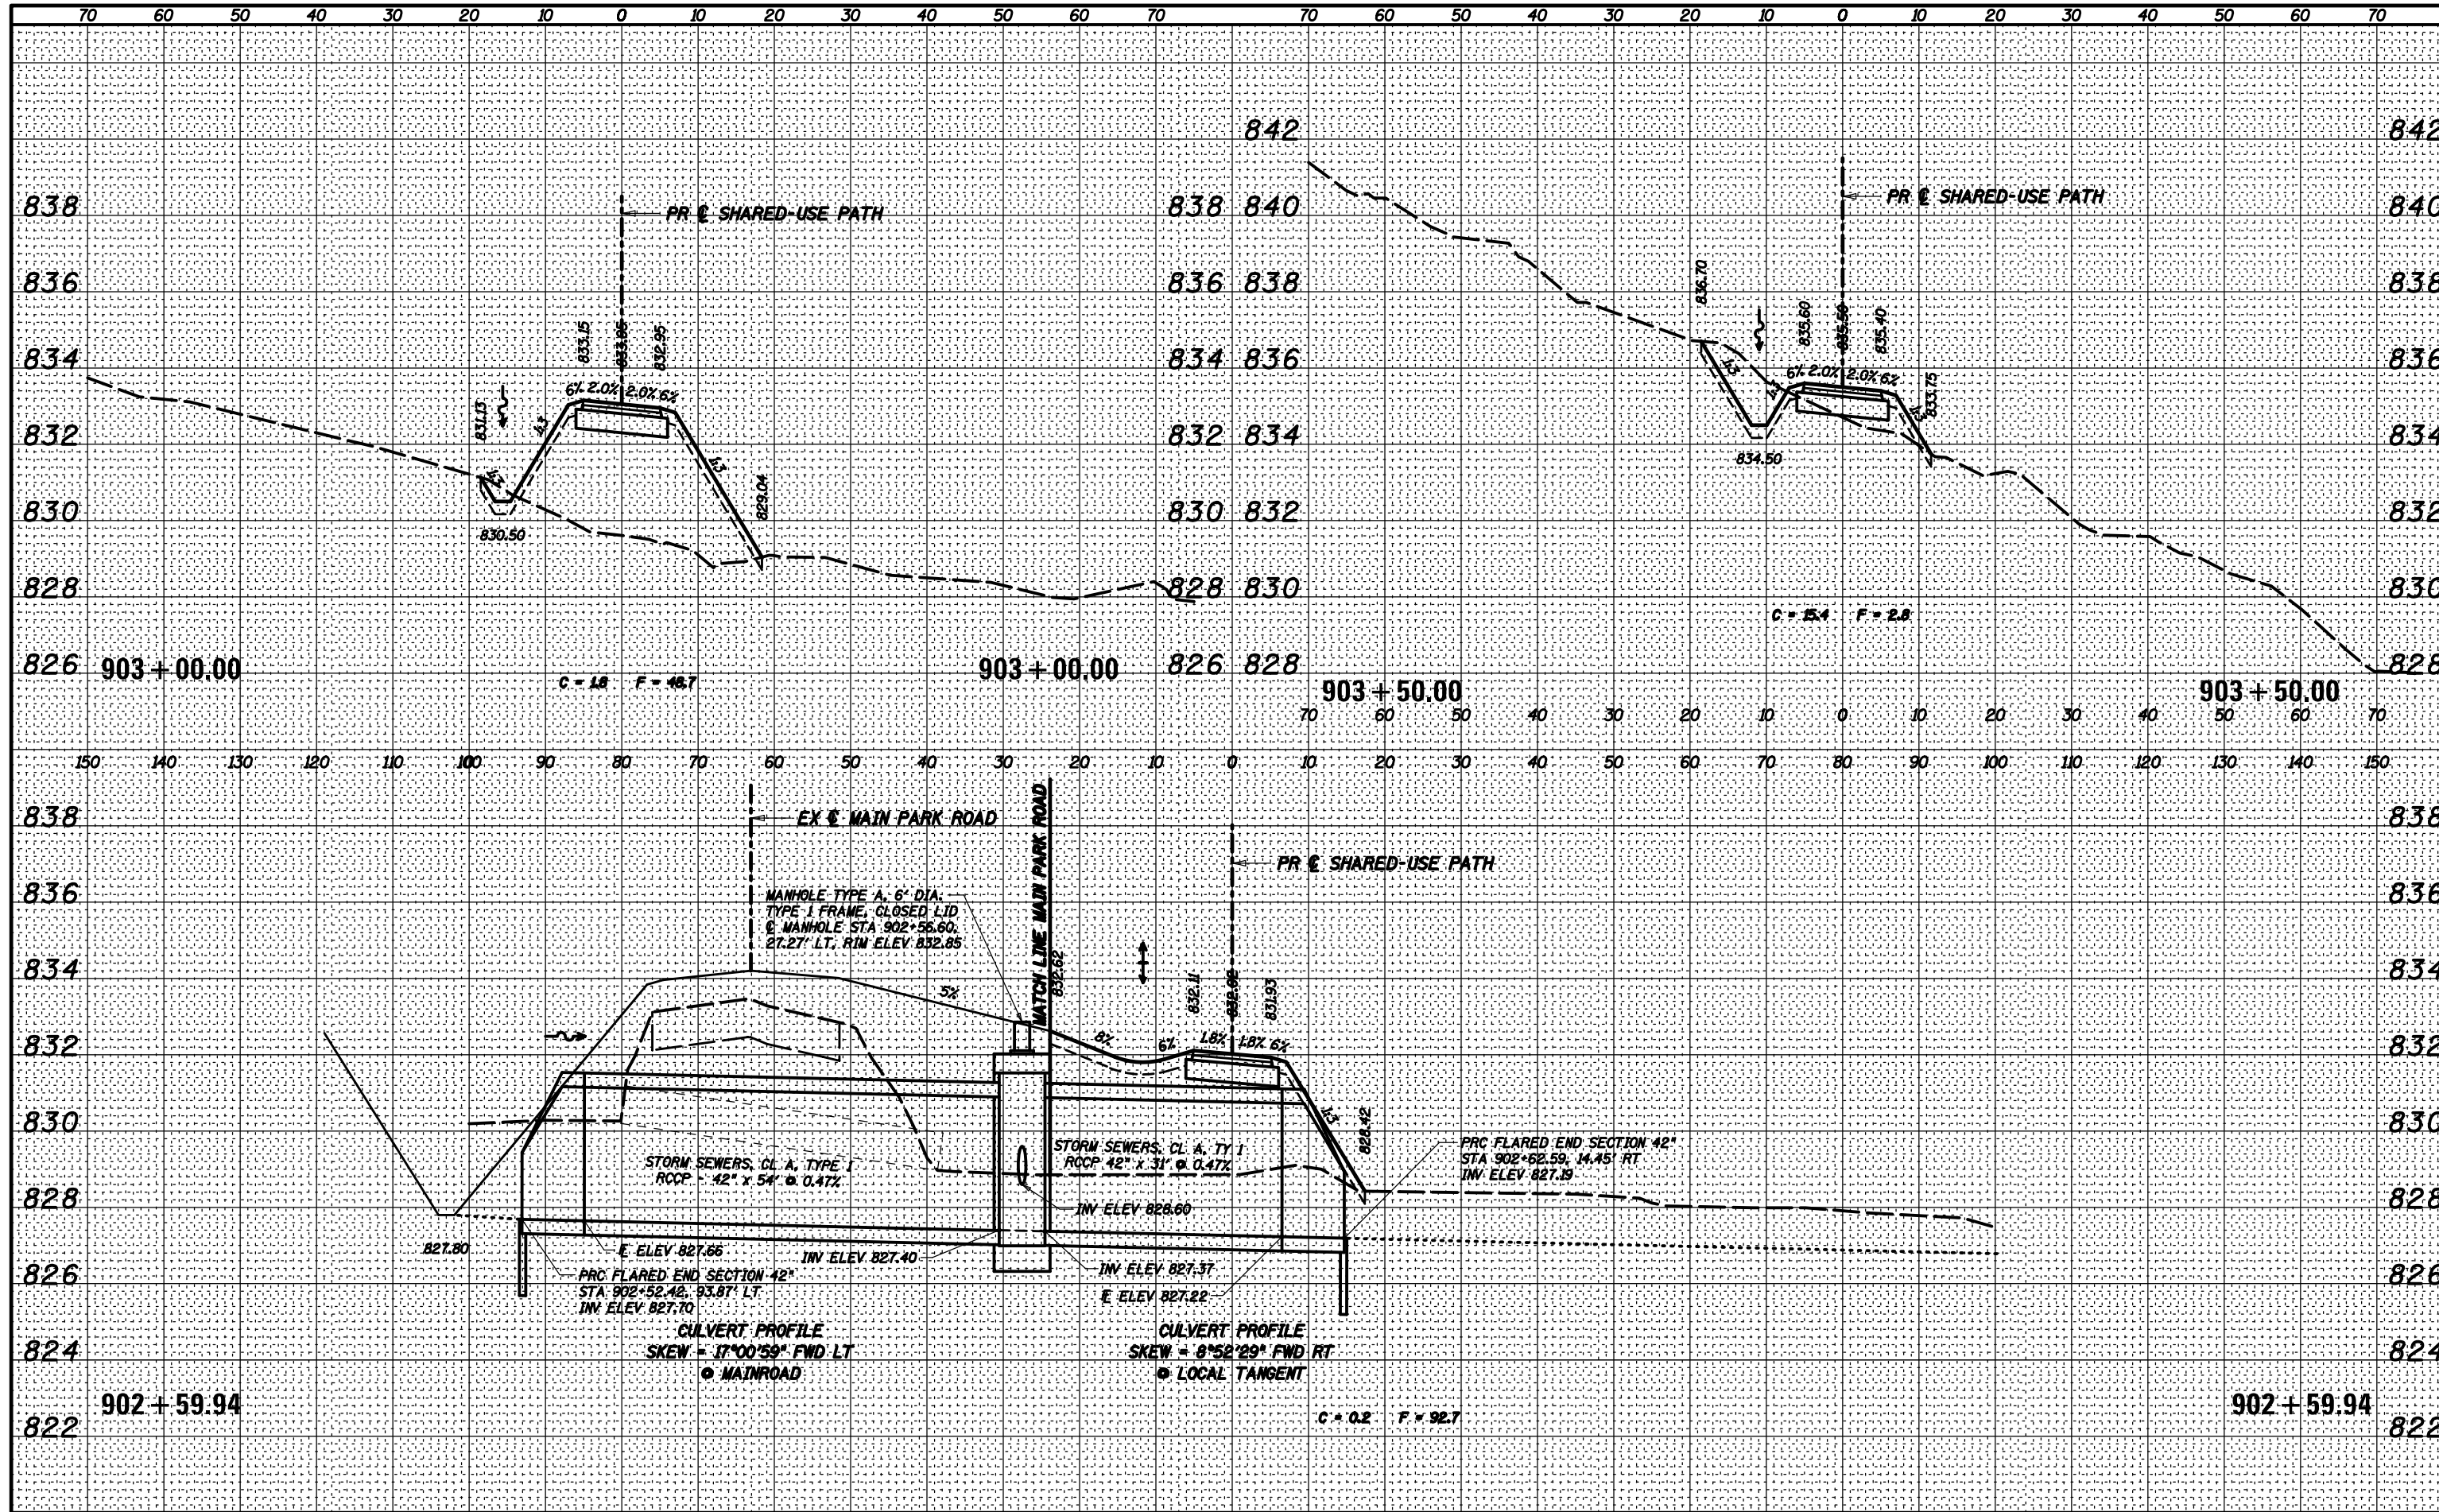 70 60 50 40 30 20 10 0 10 20 30 40 50 60 70 70 60 50 40 30 20 10 0 10 20 30 40 50 60 70
842 842
PR ℄ SHARED-USE PATH
838 838 840 840
PR ℄ SHARED-USE PATH
836 836 838 838
836.70
833.15
833.05
832.95
835.60
835.50
835.40
834 834 836 836
6% 2.0% 2.0% 6%
6% 2.0% 2.0% 6%
833.75
831.13
1:3
1:3
1:3
1:3
1:3
1:3
832 832 834 834
834.50
829.04
830 830 832 832
830.50
828 828 830 830
C = 15.4 F = 2.8
826 903+00.00 903+00.00 826 828 828
C = 1.8 F = 48.7
903+50.00 903+50.00
70 60 50 40 30 20 10 0 10 20 30 40 50 60 70
150 140 130 120 110 100 90 80 70 60 50 40 30 20 10 0 10 20 30 40 50 60 70 80 90 100 110 120 130 140 150
838 838
EX ℄ MAIN PARK ROAD
MATCH LINE MAIN PARK ROAD
PR ℄ SHARED-USE PATH
836 836
MANHOLE TYPE A, 6' DIA.
TYPE 1 FRAME, CLOSED LID
℄ MANHOLE STA 902+56.60,
27.27' LT, RIM ELEV 832.85
834 834
832.62
832.11
832.02
831.93
5%
8% 6% 1.8% 1.8% 6%
832 832
830 830
1:3
828.42
STORM SEWERS, CL A, TYPE 1
RCCP - 42" x 54' @ 0.47%
STORM SEWERS, CL A, TY 1
RCCP 42" x 31' @ 0.47%
PRC FLARED END SECTION 42"
STA 902+62.59, 14.45' RT
INV ELEV 827.19
828 828
INV ELEV 828.60
827.80
℄ ELEV 827.66
INV ELEV 827.40
INV ELEV 827.37
℄ ELEV 827.22
826 826
PRC FLARED END SECTION 42"
STA 902+52.42, 93.87' LT
INV ELEV 827.70
CULVERT PROFILE
SKEW = 17°00'59" FWD LT
@ MAINROAD
CULVERT PROFILE
SKEW = 8°52'29" FWD RT
@ LOCAL TANGENT
824 824
902+59.94 902+59.94
C = 0.2 F = 92.7
822 822